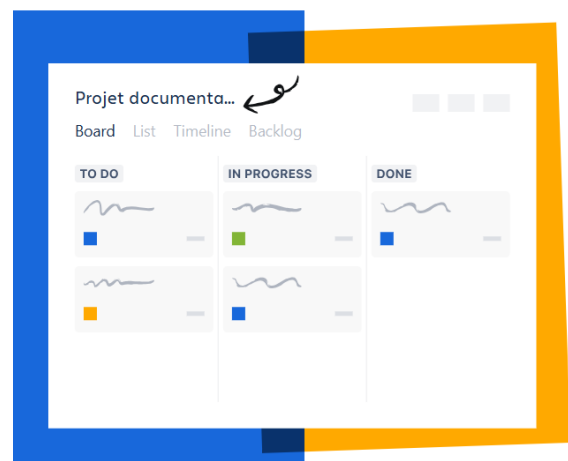 Projet documenta...
Board List Timeline Backlog
TO DO IN PROGRESS DONE